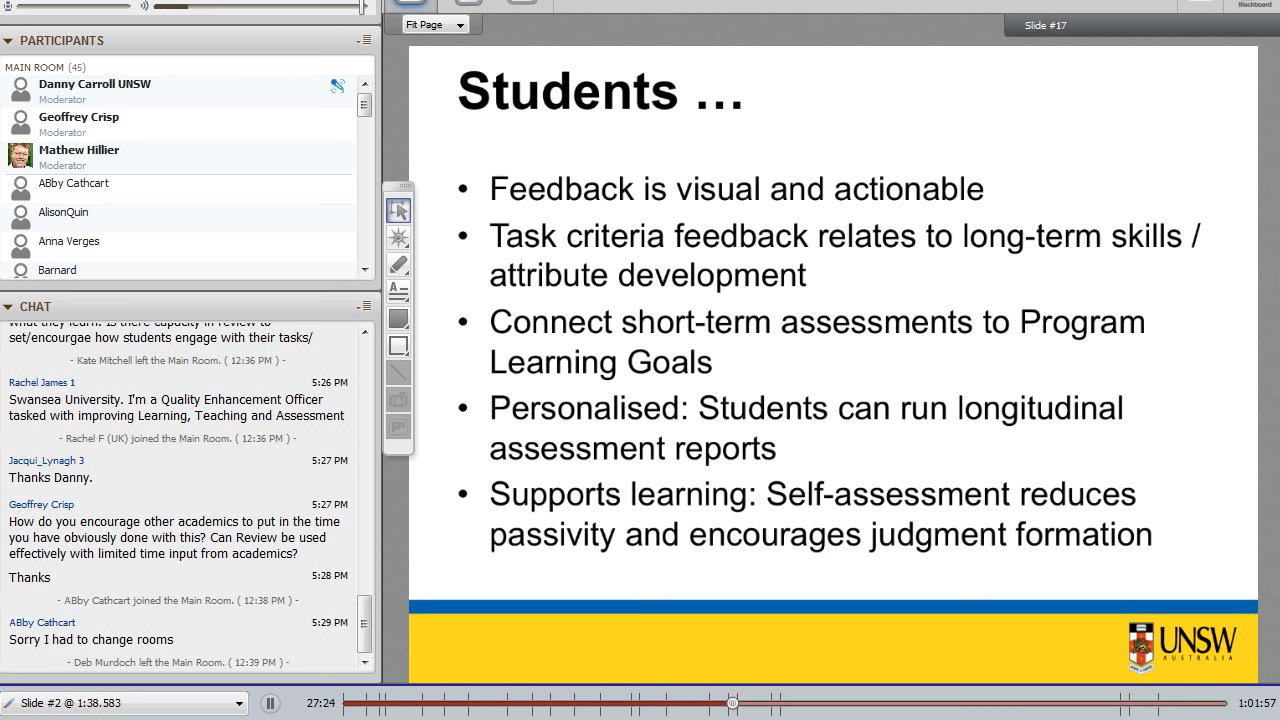 Blackboard
Fit Page
Slide #17
PARTICIPANTS
MAIN ROOM (45)
Danny Carroll UNSW
Moderator
Geoffrey Crisp
Moderator
Mathew Hillier
Moderator
ABby Cathcart
AlisonQuin
Anna Verges
Barnard
CHAT
what they learn. Is there capacity in review to
set/encourgae how students engage with their tasks/
- Kate Mitchell left the Main Room. ( 12:36 PM ) -
Rachel James 1 5:26 PM
Swansea University. I'm a Quality Enhancement Officer
tasked with improving Learning, Teaching and Assessment
- Rachel F (UK) joined the Main Room. ( 12:36 PM ) -
Jacqui_Lynagh 3 5:27 PM
Thanks Danny.
Geoffrey Crisp 5:27 PM
How do you encourage other academics to put in the time
you have obviously done with this? Can Review be used
effectively with limited time input from academics?
Thanks 5:28 PM
- ABby Cathcart joined the Main Room. ( 12:38 PM ) -
ABby Cathcart 5:29 PM
Sorry I had to change rooms
- Deb Murdoch left the Main Room. ( 12:39 PM ) -
Students ...
• Feedback is visual and actionable
• Task criteria feedback relates to long-term skills /
attribute development
• Connect short-term assessments to Program
Learning Goals
• Personalised: Students can run longitudinal
assessment reports
• Supports learning: Self-assessment reduces
passivity and encourages judgment formation
UNSW
AUSTRALIA
Slide #2 @ 1:38.583
27:24
1:01:57